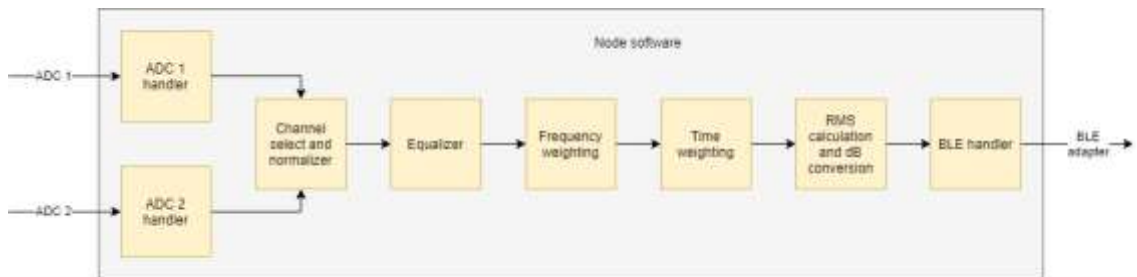 Node software
ADC 1
ADC 1
handler
Channel
select and
normalizer
Equalizer
Frequency
weighting
Time
weighting
RMS
calculation
and dB
conversion
BLE handler
BLE
adapter
ADC 2
ADC 2
handler